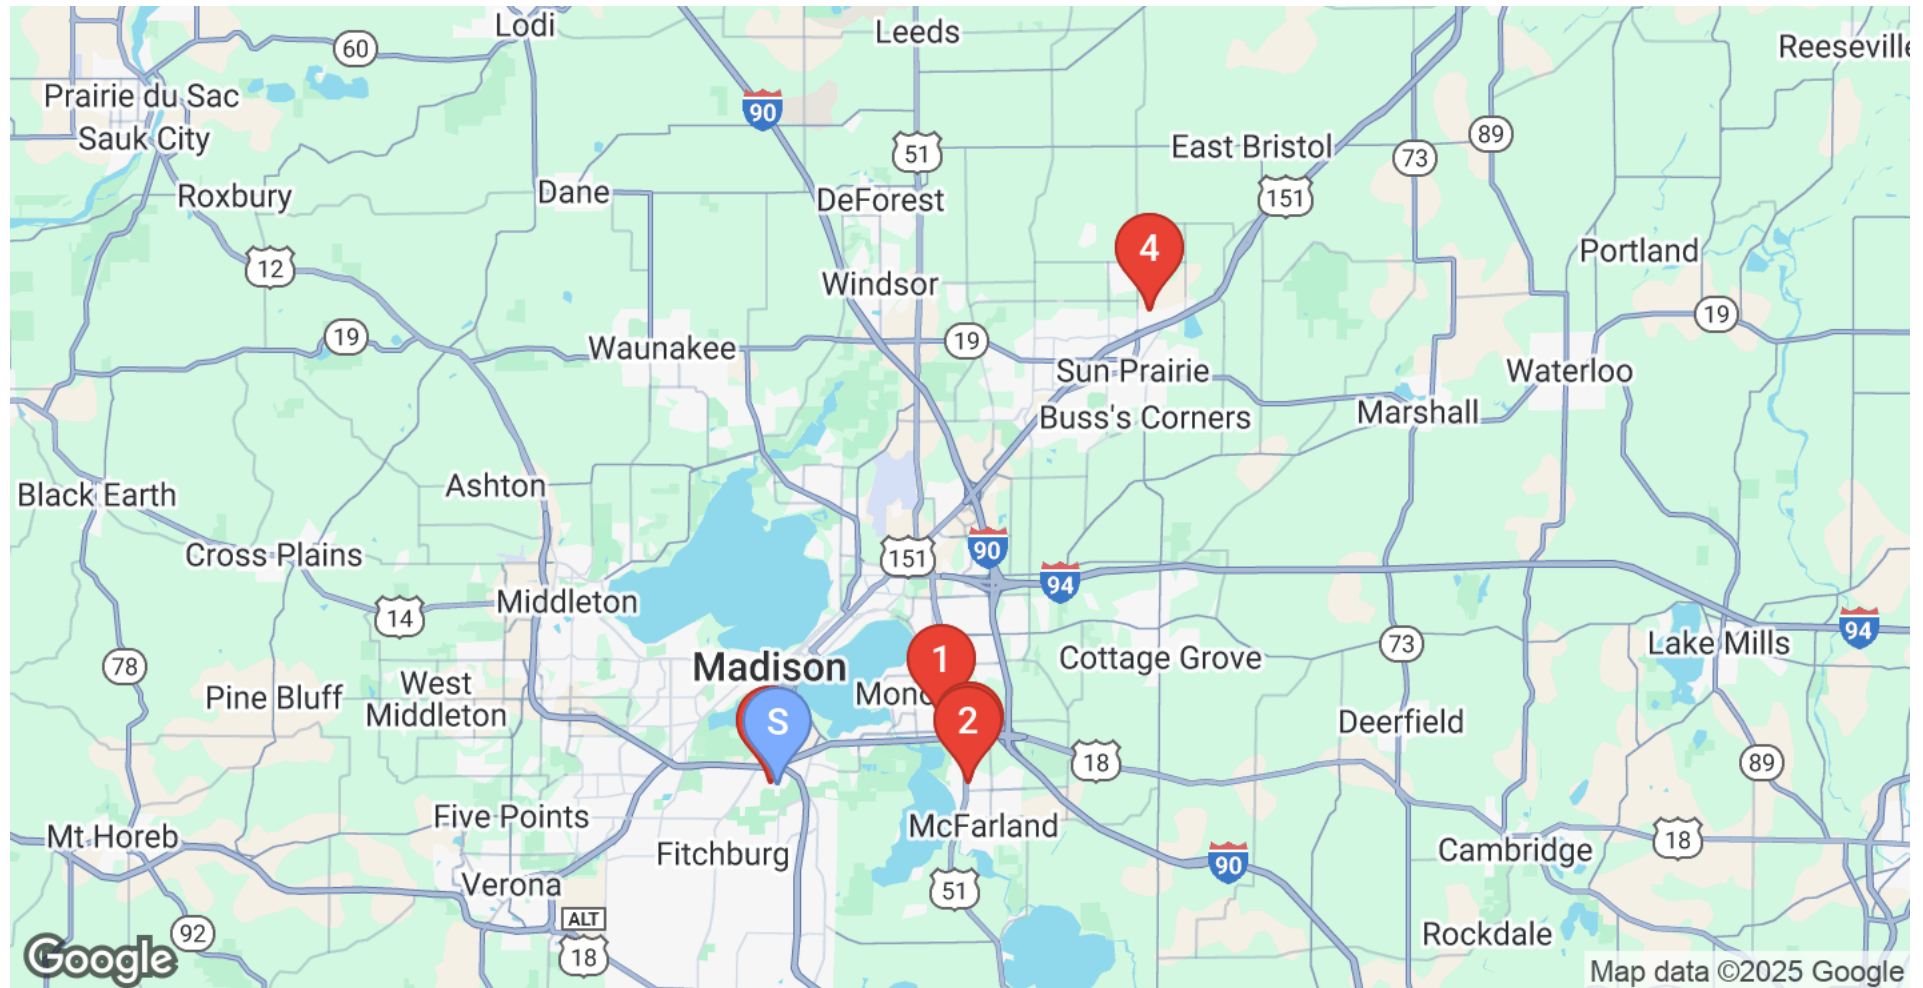 Lodi
Leeds
Reeseville
60
Prairie du Sac
90
Sauk City
51
East Bristol
73
89
Roxbury
Dane
DeForest
151
12
Windsor
4
Portland
19
Waunakee
19
19
Sun Prairie
Waterloo
Buss's Corners
Marshall
Black Earth
Ashton
Cross Plains
151
90
94
14
Middleton
94
78
Madison
1
Cottage Grove
73
Lake Mills
Pine Bluff
West
Middleton
S
2
Deerfield
18
89
Mt Horeb
Five Points
McFarland
18
Fitchburg
90
Cambridge
Verona
51
ALT
18
92
Rockdale
Google
Map data ©2025 Google